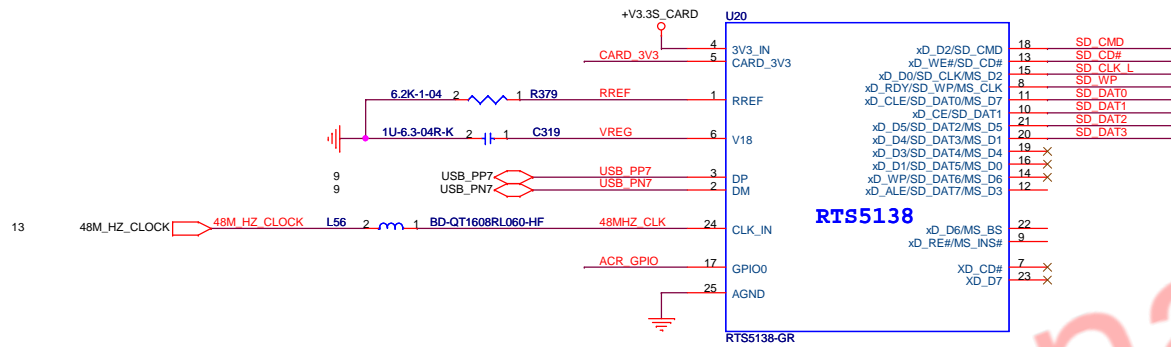 +V3.3S_CARD
U20
4 3V3_IN xD_D2/SD_CMD 18 SD_CMD
CARD_3V3 5 CARD_3V3 xD_WE#/SD_CD# 13 SD_CD#
xD_D0/SD_CLK/MS_D2 15 SD_CLK_L
xD_RDY/SD_WP/MS_CLK 8 SD_WP
6.2K-1-04 2 1 R379 RREF 1 RREF xD_CLE/SD_DAT0/MS_D7 11 SD_DAT0
xD_CE/SD_DAT1 10 SD_DAT1
xD_D5/SD_DAT2/MS_D5 21 SD_DAT2
1U-6.3-04R-K 2 1 C319 VREG 6 V18 xD_D4/SD_DAT3/MS_D1 20 SD_DAT3
xD_D3/SD_DAT4/MS_D4 19
xD_D1/SD_DAT5/MS_D0 16
9 USB_PP7 USB_PP7 3 DP xD_WP/SD_DAT6/MS_D6 14
9 USB_PN7 USB_PN7 2 DM xD_ALE/SD_DAT7/MS_D3 12
RTS5138
13 48M_HZ_CLOCK 48M_HZ_CLOCK L56 2 1 BD-QT1608RL060-HF 48MHZ_CLK 24 CLK_IN xD_D6/MS_BS 22
xD_RE#/MS_INS# 9
ACR_GPIO 17 GPIO0 XD_CD# 7
XD_D7 23
25 AGND
RTS5138-GR